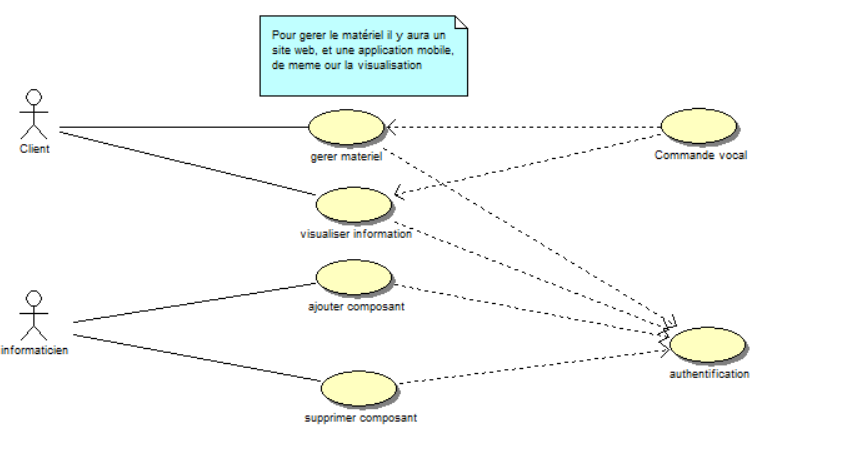 Pour gerer le matériel il y aura un
site web, et une application mobile,
de meme our la visualisation
Client
gerer materiel
Commande vocal
visualiser information
ajouter composant
informaticien
authentification
supprimer composant